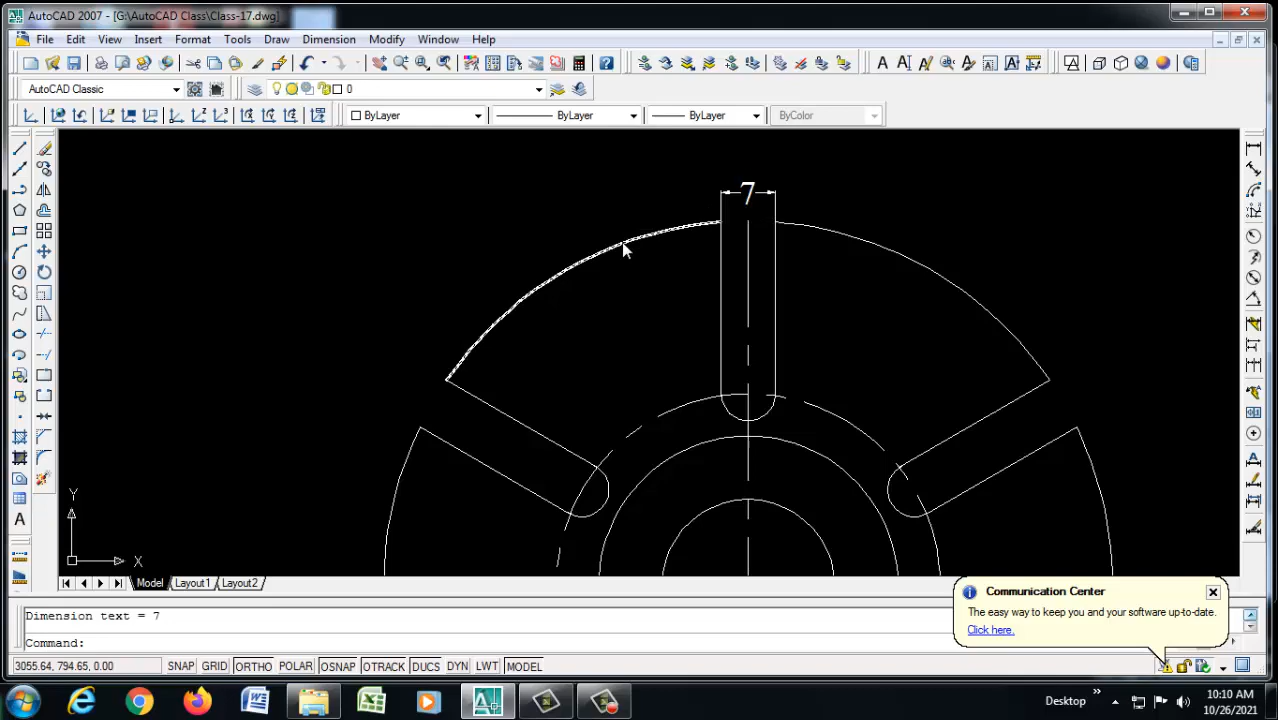 AutoCAD 2007 - [G:\AutoCAD Class\Class-17.dwg]
File Edit View Insert Format Tools Draw Dimension Modify Window Help
AutoCAD Classic
0
ByLayer
ByLayer
ByLayer
ByColor
7
Y
X
Model Layout1 Layout2
Communication Center
The easy way to keep you and your software up-to-date.
Click here.
Dimension text = 7
Command:
3055.64, 794.65, 0.00
SNAP GRID ORTHO POLAR OSNAP OTRACK DUCS DYN LWT MODEL
Desktop
10:10 AM
10/26/2021